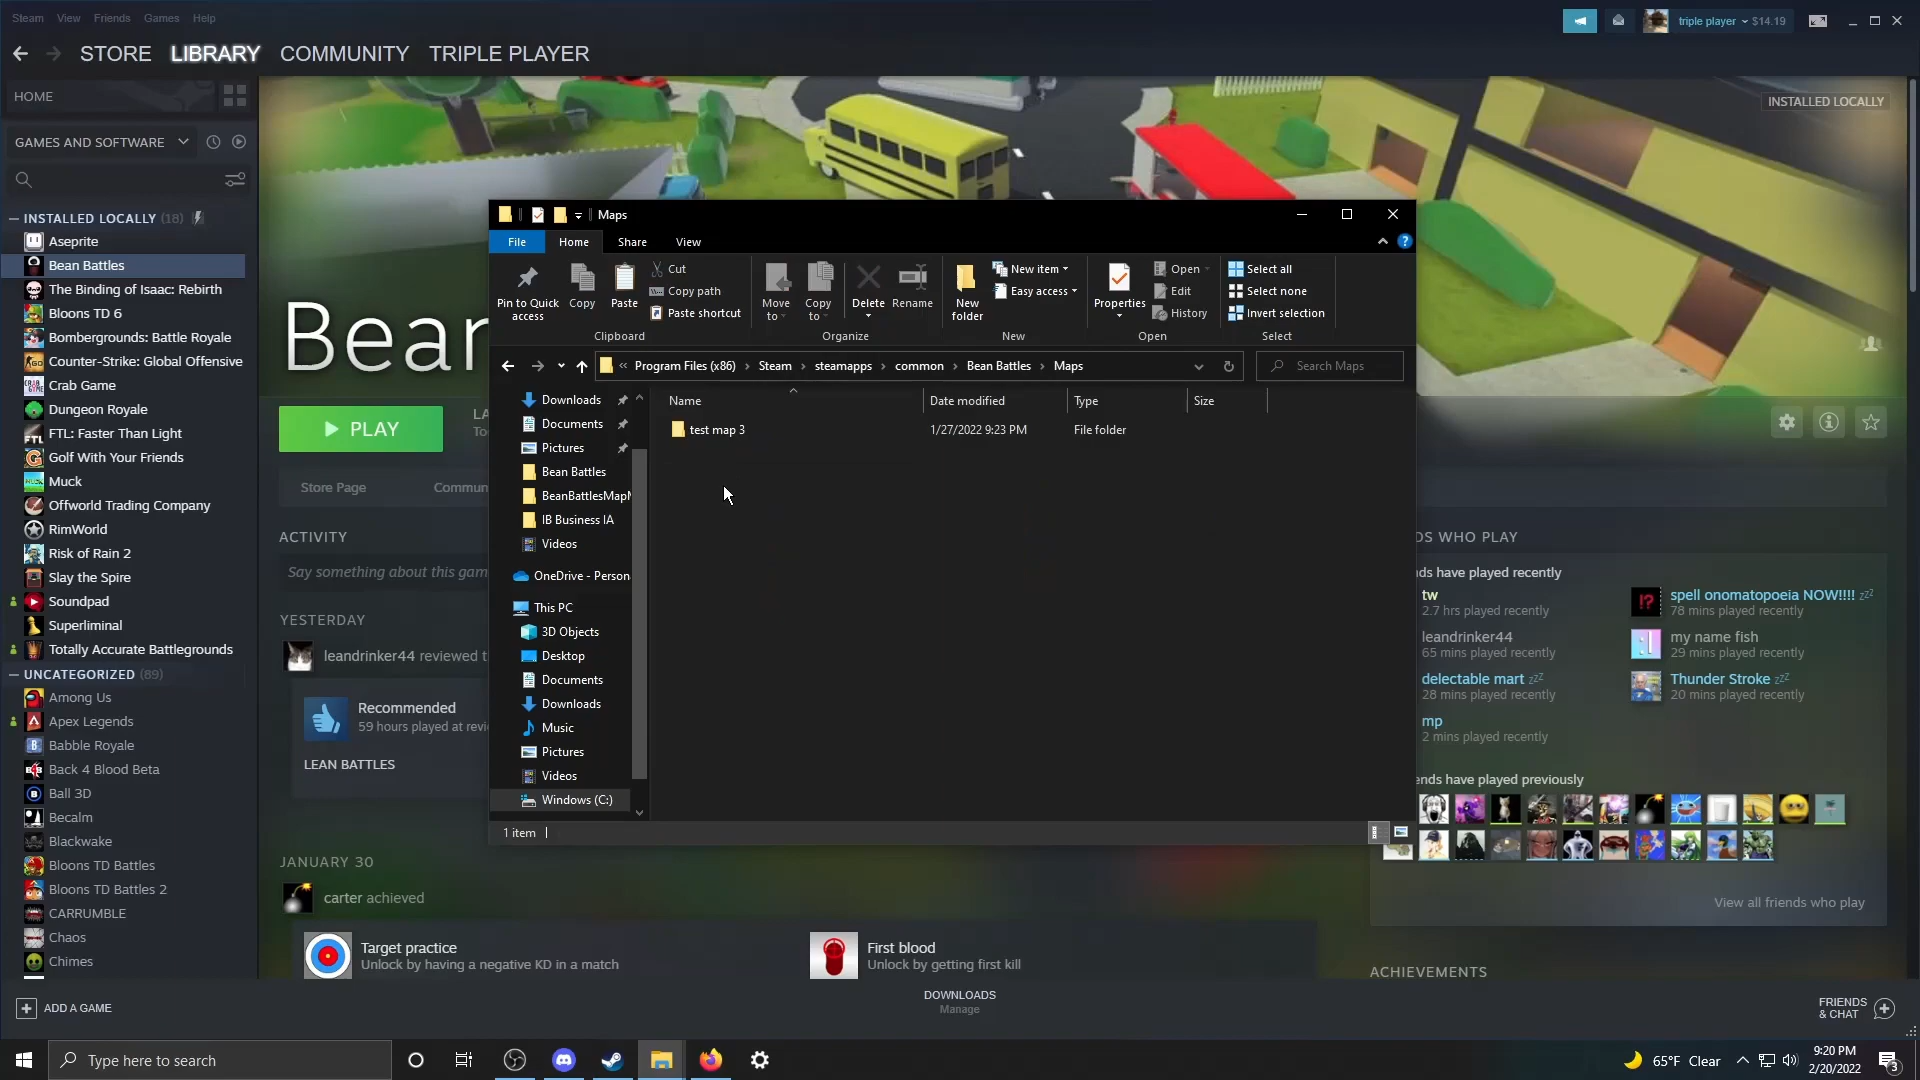 Steam View Friends Games Help
triple player $14.19
STORE LIBRARY COMMUNITY TRIPLE PLAYER
HOME
INSTALLED LOCALLY
GAMES AND SOFTWARE
INSTALLED LOCALLY (18)
Aseprite
Bean Battles
The Binding of Isaac: Rebirth
Bloons TD 6
Bombergrounds: Battle Royale
Counter-Strike: Global Offensive
Crab Game
Dungeon Royale
FTL: Faster Than Light
Golf With Your Friends
Muck
Offworld Trading Company
RimWorld
Risk of Rain 2
Slay the Spire
Soundpad
Superliminal
Totally Accurate Battlegrounds
UNCATEGORIZED (89)
Among Us
Apex Legends
Babble Royale
Back 4 Blood Beta
Ball 3D
Becalm
Blackwake
Bloons TD Battles
Bloons TD Battles 2
CARRUMBLE
Chaos
Chimes
ADD A GAME
Bean
PLAY
LA
Store Page
Commun
ACTIVITY
Say something about this gam
YESTERDAY
leandrinker44 reviewed t
Recommended
59 hours played at revie
LEAN BATTLES
JANUARY 30
carter achieved
Target practice
Unlock by having a negative KD in a match
First blood
Unlock by getting first kill
Maps
File Home Share View
Pin to Quick access
Copy
Paste
Cut
Copy path
Paste shortcut
Clipboard
Move to
Copy to
Delete
Rename
Organize
New folder
New item
Easy access
New
Properties
Open
Edit
History
Open
Select all
Select none
Invert selection
Select
« Program Files (x86) › Steam › steamapps › common › Bean Battles › Maps
Search Maps
Name Date modified Type Size
test map 3 1/27/2022 9:23 PM File folder
Downloads
Documents
Pictures
Bean Battles
BeanBattlesMapM
IB Business IA
Videos
OneDrive - Person
This PC
3D Objects
Desktop
Documents
Downloads
Music
Pictures
Videos
Windows (C:)
1 item
DS WHO PLAY
ds have played recently
tw
2.7 hrs played recently
spell onomatopoeia NOW!!!! zzz
78 mins played recently
leandrinker44
65 mins played recently
my name fish
29 mins played recently
delectable mart zzz
28 mins played recently
Thunder Stroke zzz
20 mins played recently
mp
2 mins played recently
ends have played previously
View all friends who play
ACHIEVEMENTS
DOWNLOADS
Manage
FRIENDS
& CHAT
Type here to search
65°F Clear
9:20 PM
2/20/2022
3